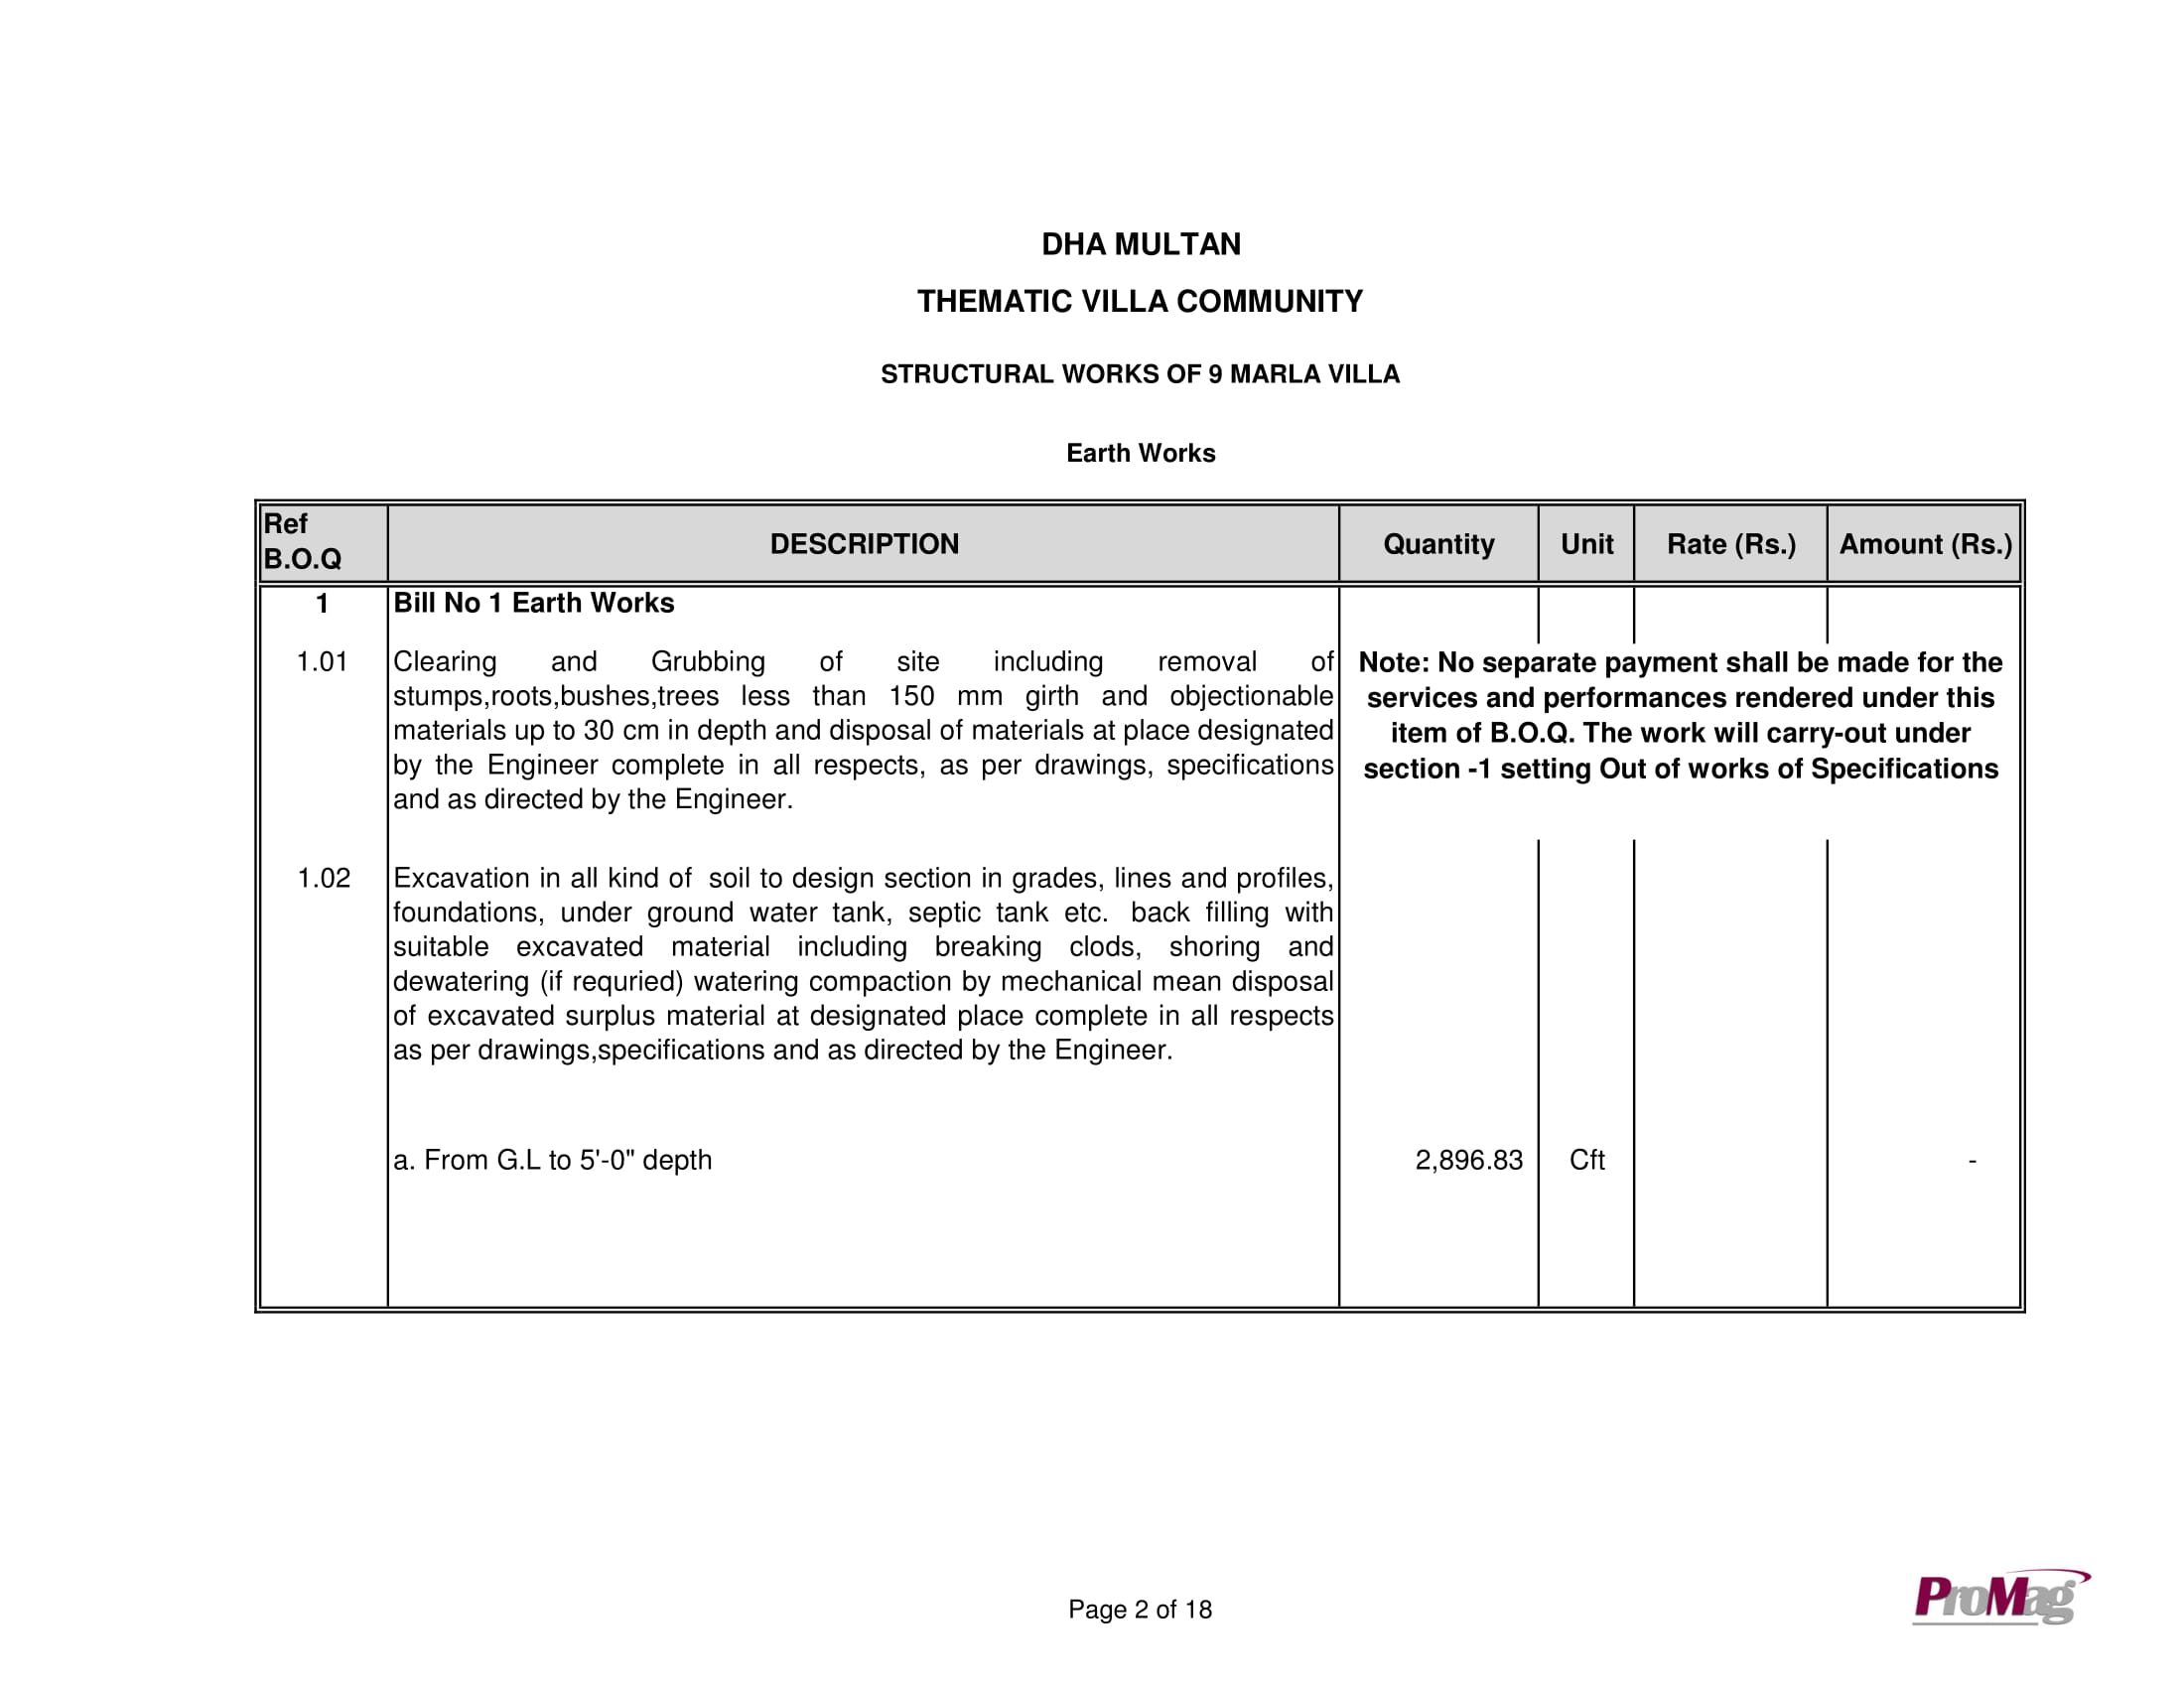 DHA MULTAN
THEMATIC VILLA COMMUNITY
STRUCTURAL WORKS OF 9 MARLA VILLA
Earth Works
Ref B.O.Q
DESCRIPTION
Quantity
Unit
Rate (Rs.)
Amount (Rs.)
1
Bill No 1 Earth Works
1.01
Clearing and Grubbing of site including removal of
stumps,roots,bushes,trees less than 150 mm girth and objectionable
materials up to 30 cm in depth and disposal of materials at place designated
by the Engineer complete in all respects, as per drawings, specifications
and as directed by the Engineer.
Note: No separate payment shall be made for the
services and performances rendered under this
item of B.O.Q. The work will carry-out under
section -1 setting Out of works of Specifications
1.02
Excavation in all kind of soil to design section in grades, lines and profiles,
foundations, under ground water tank, septic tank etc. back filling with
suitable excavated material including breaking clods, shoring and
dewatering (if requried) watering compaction by mechanical mean disposal
of excavated surplus material at designated place complete in all respects
as per drawings,specifications and as directed by the Engineer.
a. From G.L to 5'-0" depth
2,896.83
Cft
-
Page 2 of 18
ProMag